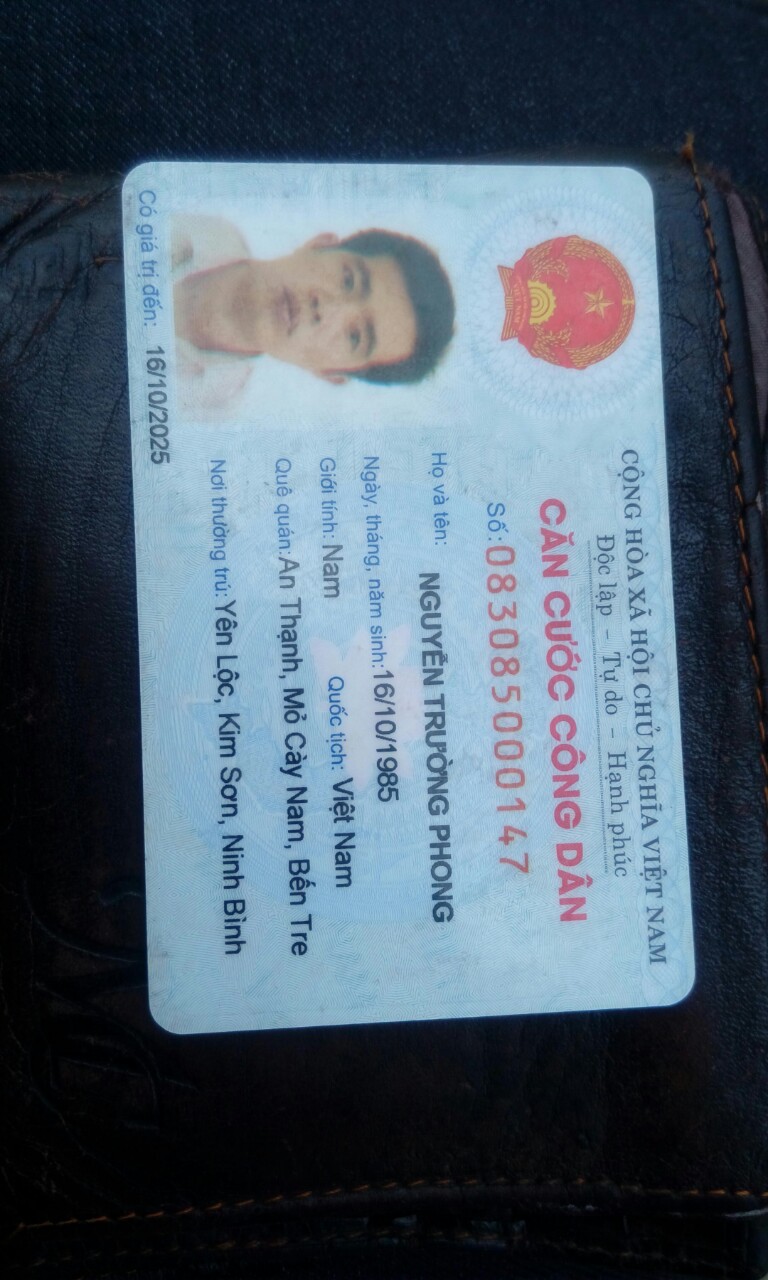 CỘNG HÒA XÃ HỘI CHỦ NGHĨA VIỆT NAM
Độc lập – Tự do – Hạnh phúc
CĂN CƯỚC CÔNG DÂN
Số: 083085000147
Họ và tên: NGUYỄN TRƯỜNG PHONG
Ngày, tháng, năm sinh: 16/10/1985
Giới tính: Nam Quốc tịch: Việt Nam
Quê quán: An Thạnh, Mỏ Cày Nam, Bến Tre
Nơi thường trú: Yên Lộc, Kim Sơn, Ninh Bình
Có giá trị đến: 16/10/2025
VIỆT NAM